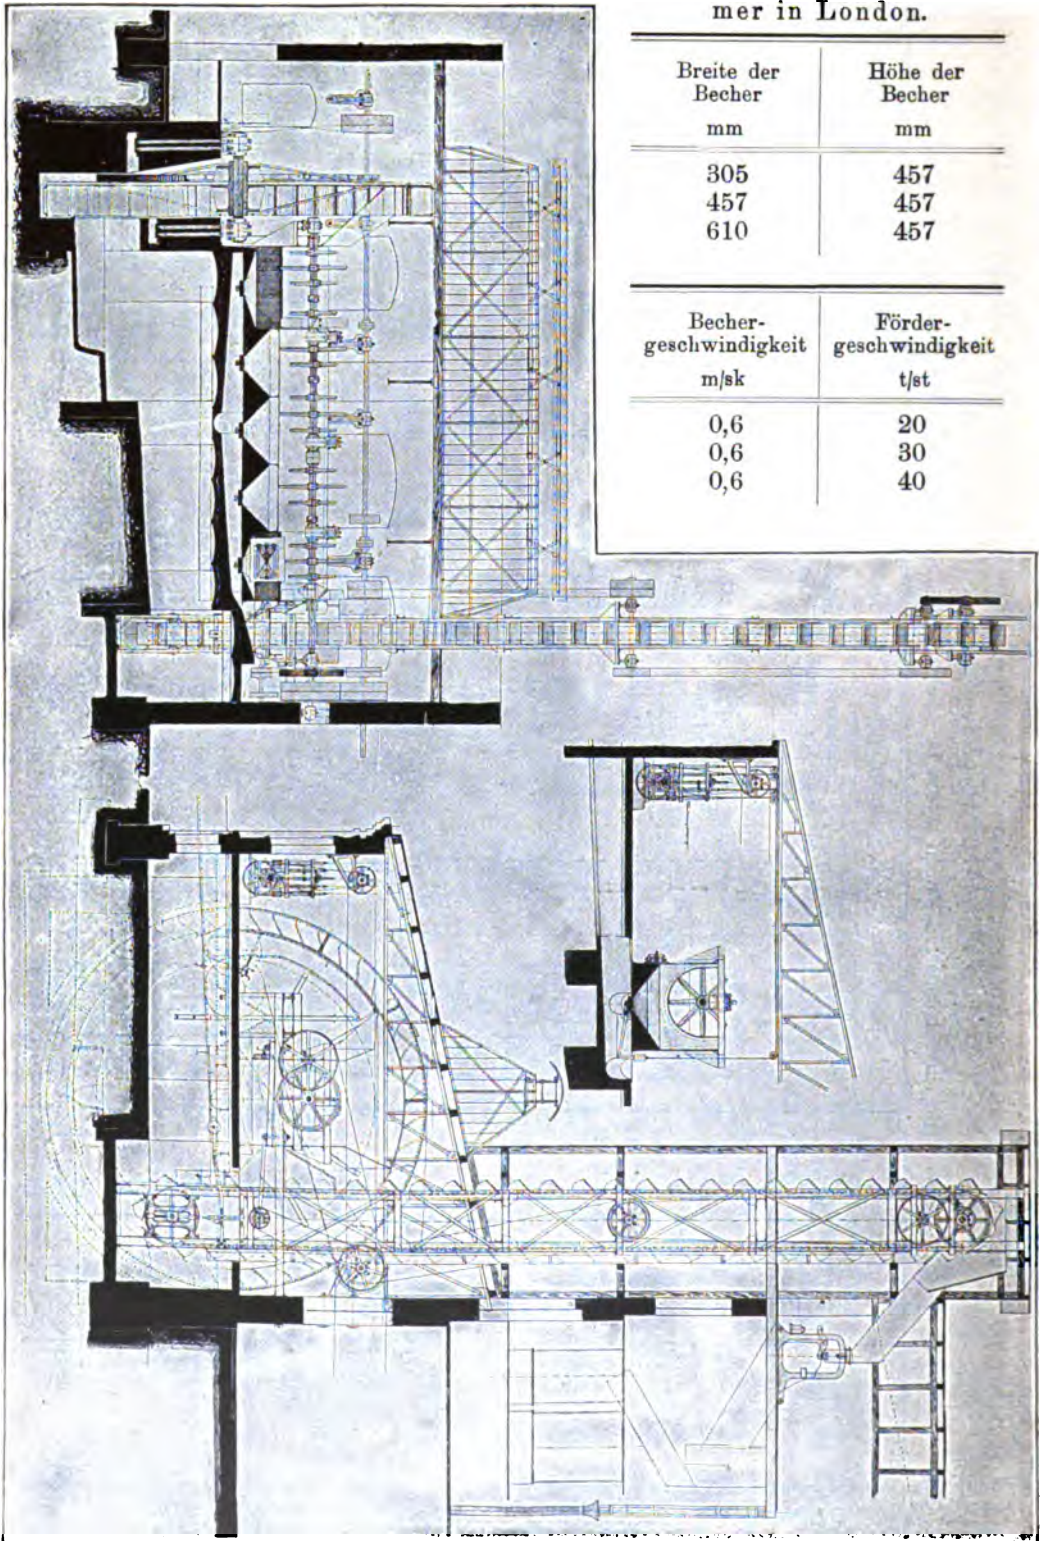 mer in London.
Breite der Höhe der
Becher Becher
mm mm
305 457
457 457
610 457
Becher- Förder-
geschwindigkeit geschwindigkeit
m/sk t/st
0,6 20
0,6 30
0,6 40